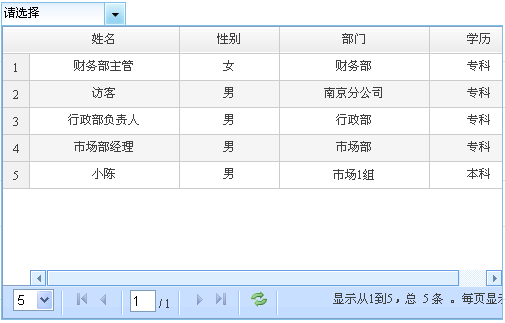 请选择
姓名 性别 部门 学历
1 财务部主管 女 财务部 专科
2 访客 男 南京分公司 专科
3 行政部负责人 男 行政部 专科
4 市场部经理 男 市场部 专科
5 小陈 男 市场1组 本科
5 1 / 1 显示从1到5，总 5 条 。每页显示